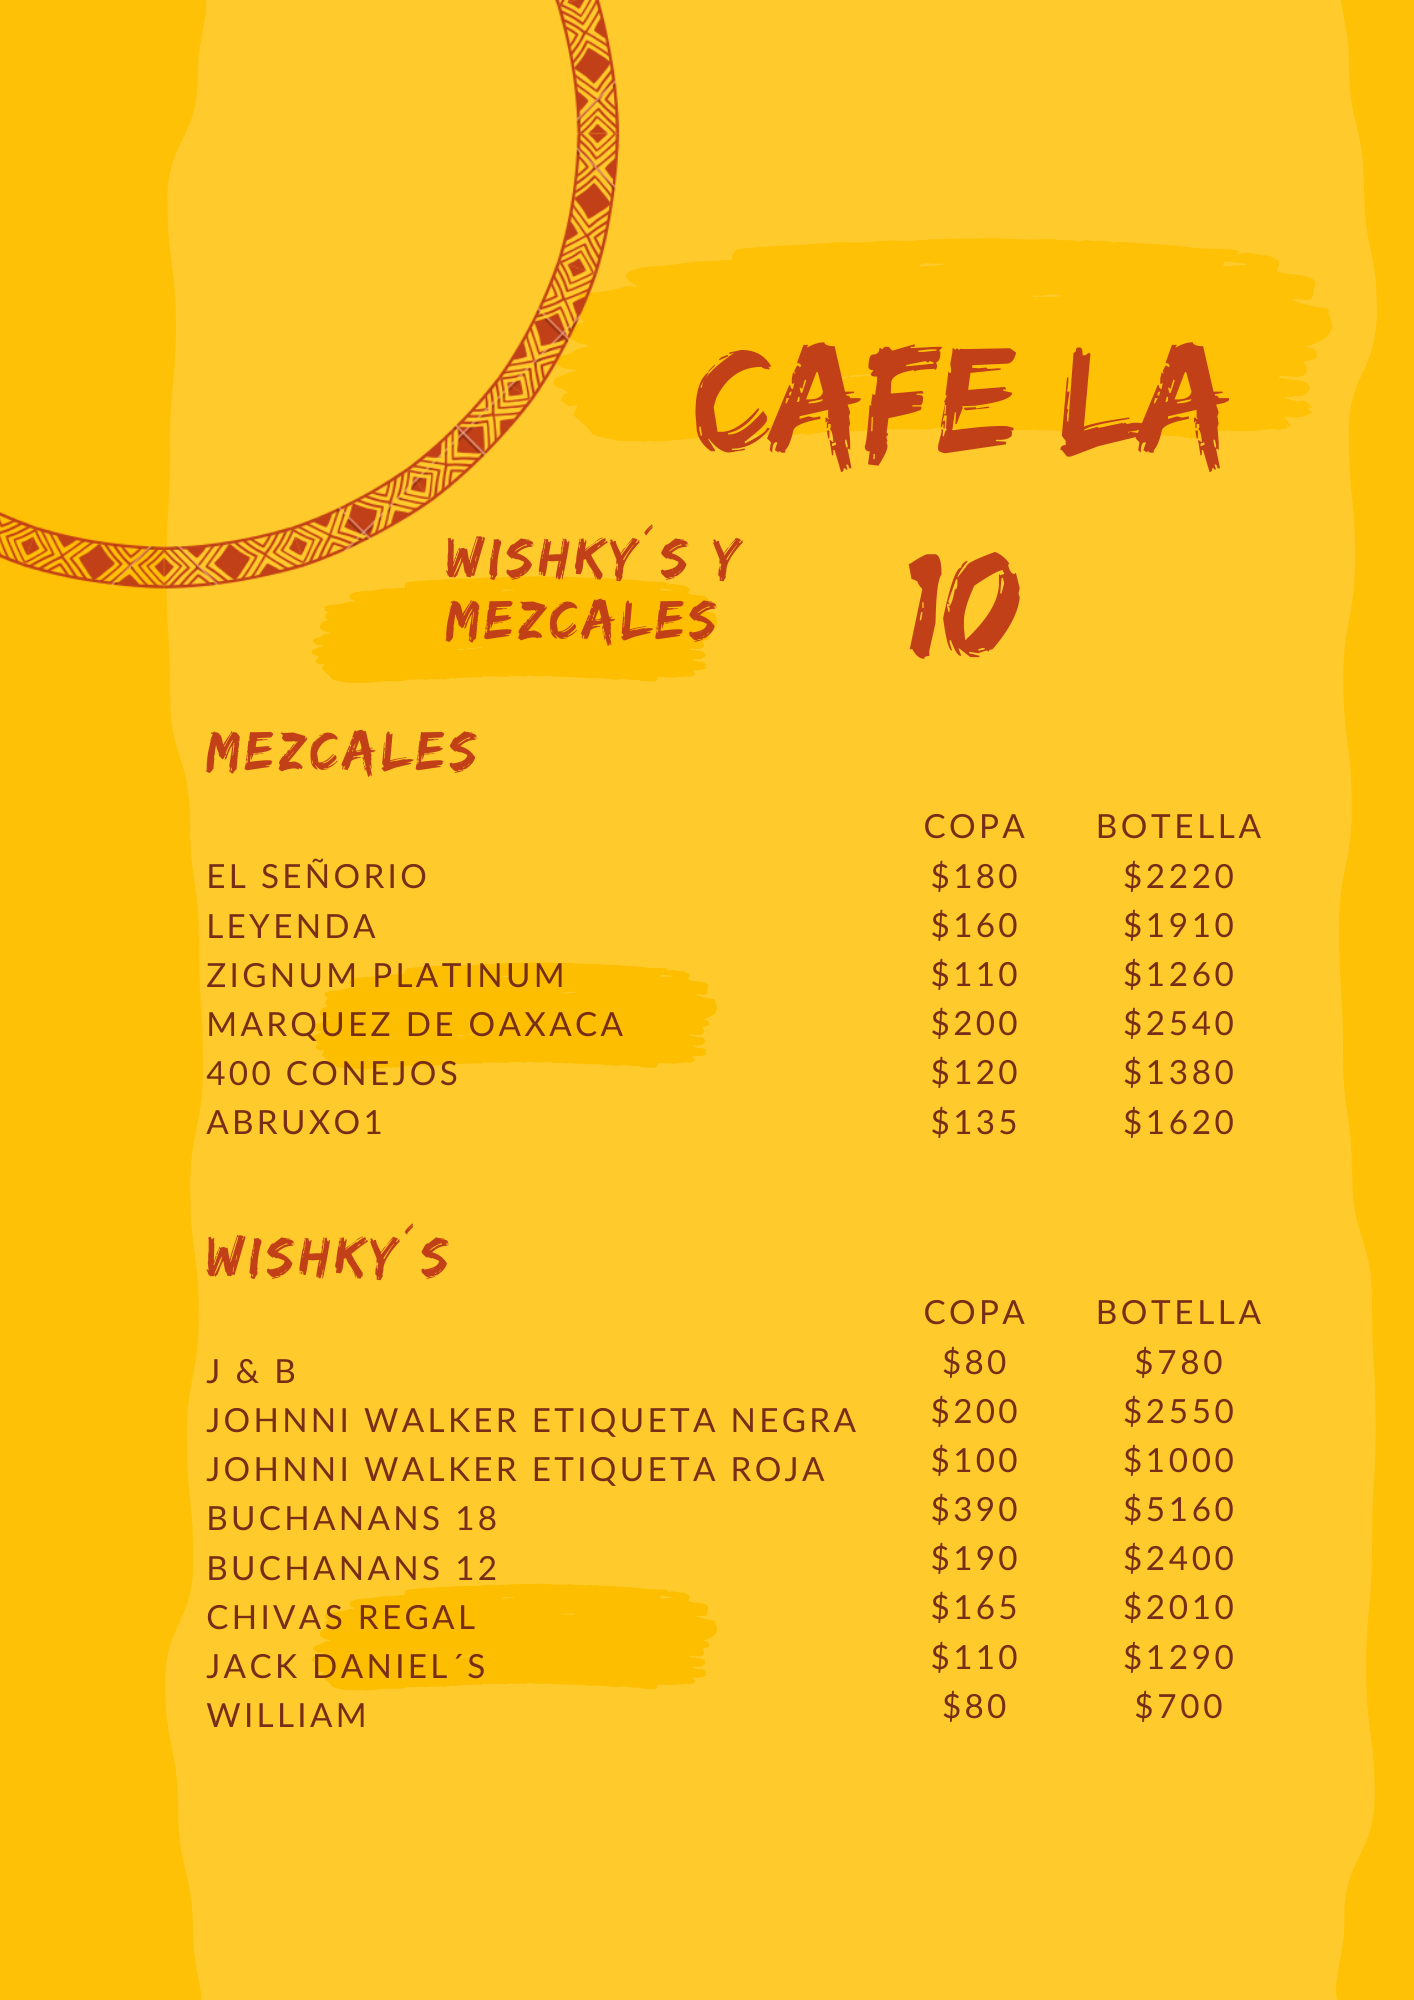 CAFE LA
10
WISHKY´S Y
MEZCALES
MEZCALES
COPA BOTELLA
EL SEÑORIO $180 $2220
LEYENDA $160 $1910
ZIGNUM PLATINUM $110 $1260
MARQUEZ DE OAXACA $200 $2540
400 CONEJOS $120 $1380
ABRUXO1 $135 $1620
WISHKY´S
COPA BOTELLA
J & B $80 $780
JOHNNI WALKER ETIQUETA NEGRA $200 $2550
JOHNNI WALKER ETIQUETA ROJA $100 $1000
BUCHANANS 18 $390 $5160
BUCHANANS 12 $190 $2400
CHIVAS REGAL $165 $2010
JACK DANIEL´S $110 $1290
WILLIAM $80 $700